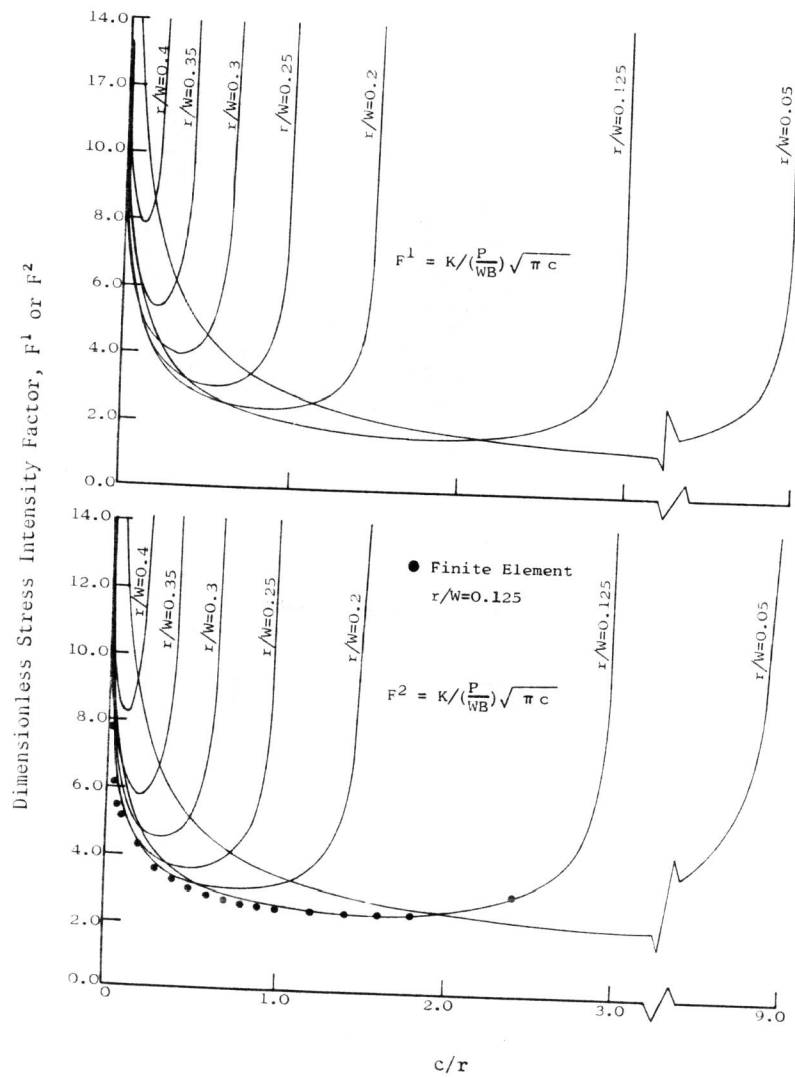 Dimensionless Stress Intensity Factor, F¹ or F²
14.0
17.0
10.0
8.0
6.0
4.0
2.0
0.0
r/W=0.4
r/W=0.35
r/W=0.3
r/W=0.25
r/W=0.2
r/W=0.125
r/W=0.05
F¹ = K/(P/WB)√πc
14.0
12.0
10.0
8.0
6.0
4.0
2.0
0.0
r/W=0.4
r/W=0.35
r/W=0.3
r/W=0.25
r/W=0.2
r/W=0.125
r/W=0.05
● Finite Element
r/W=0.125
F² = K/(P/WB)√πc
0
1.0
2.0
3.0
9.0
c/r